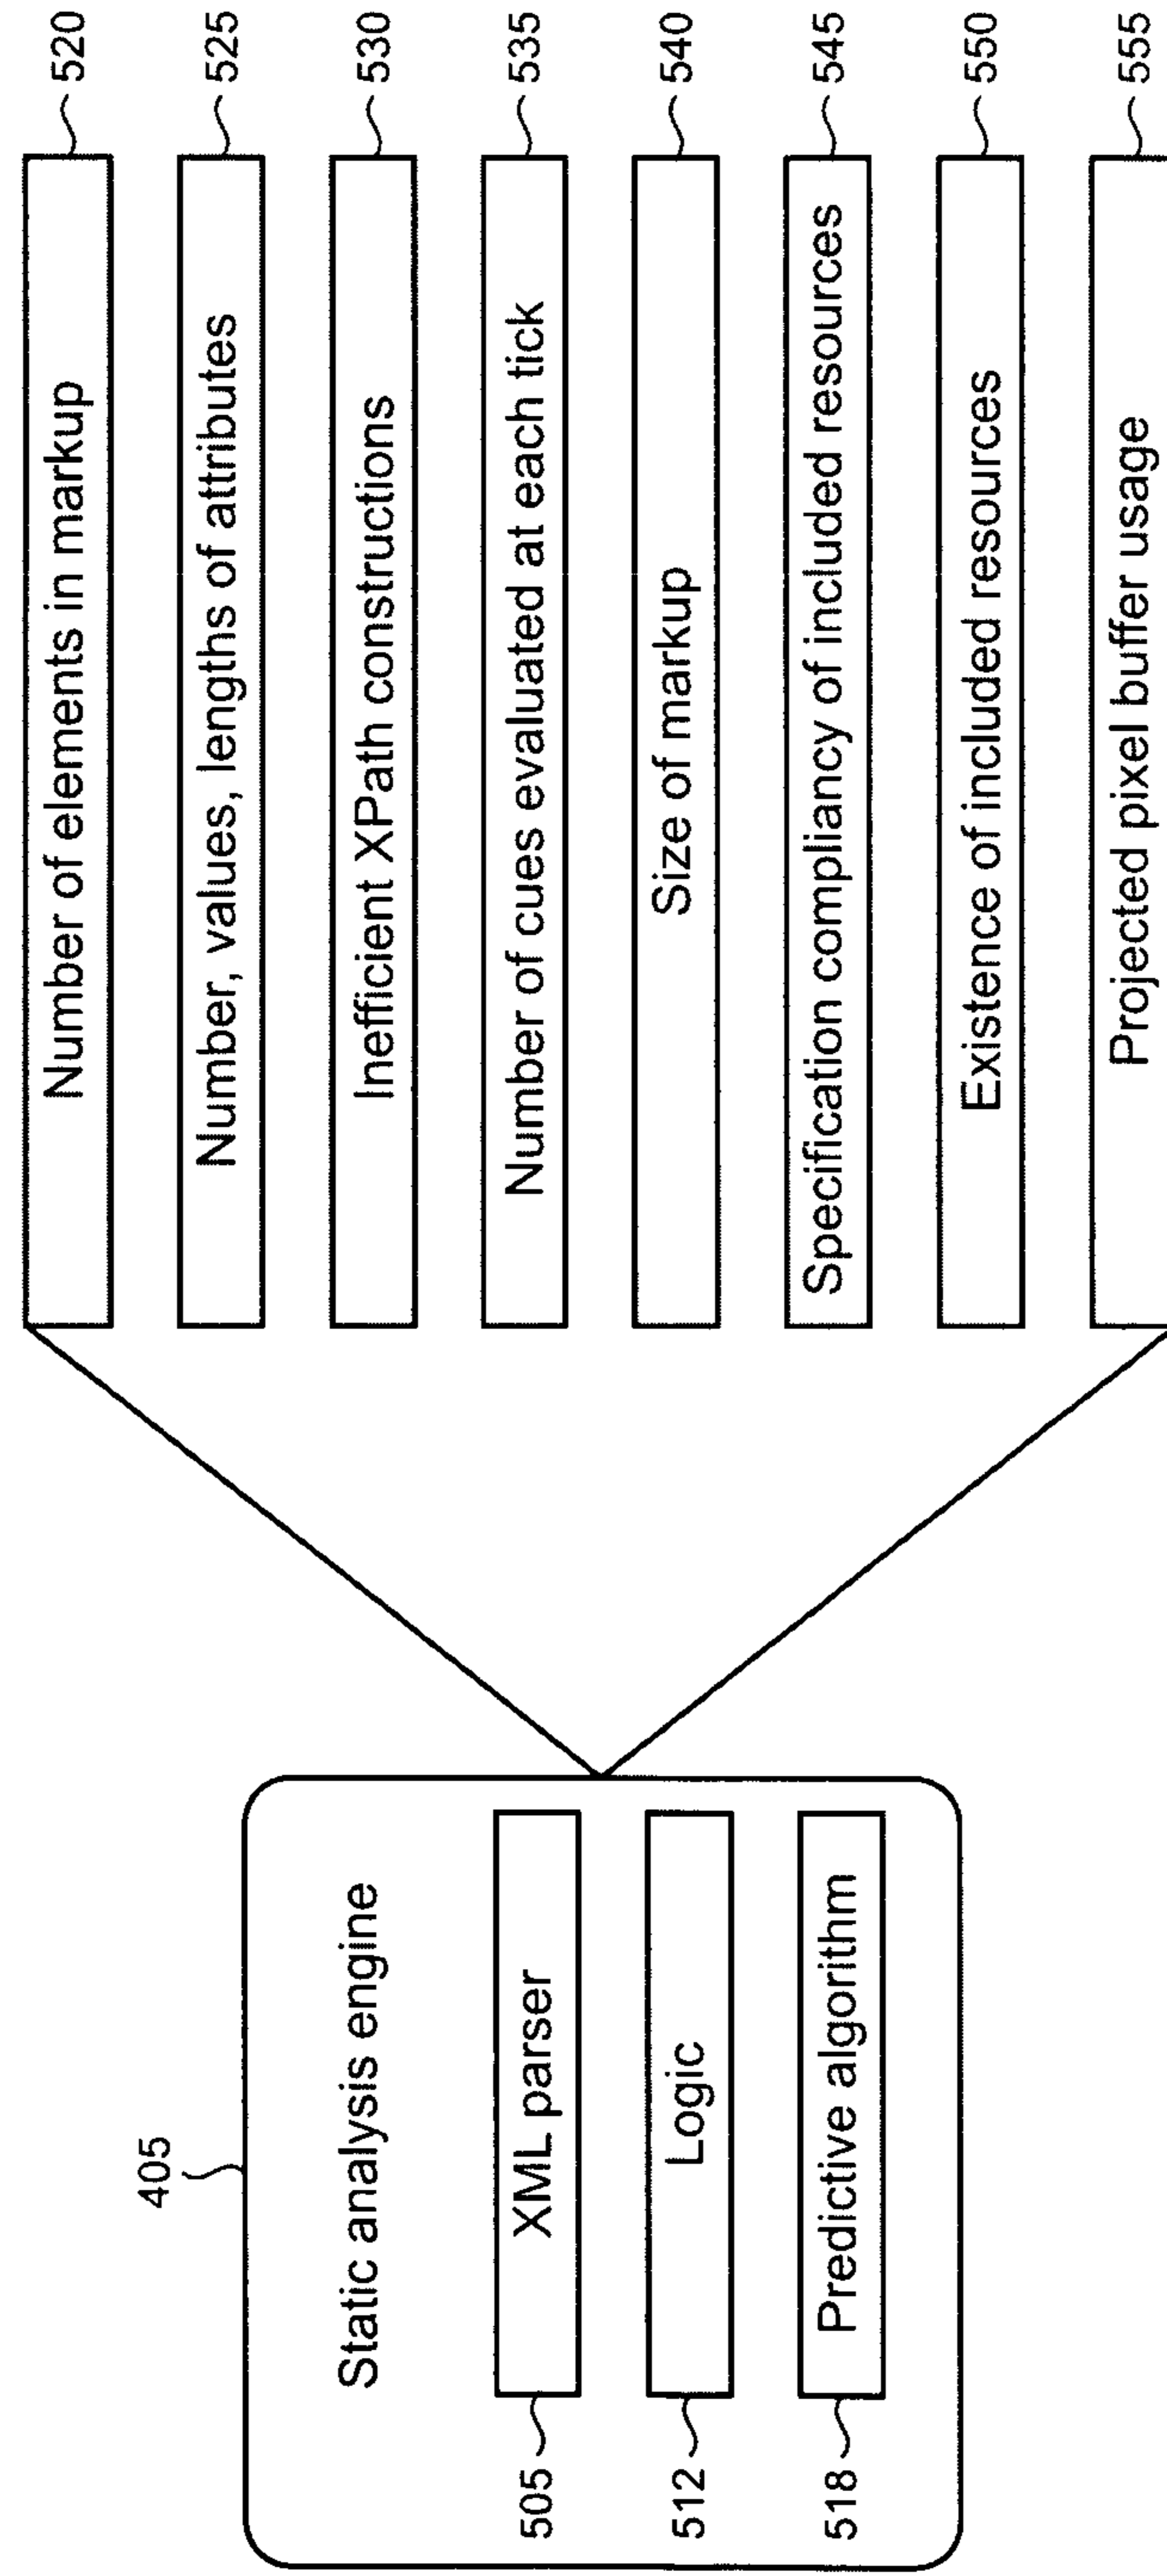 405
Static analysis engine
505
XML parser
512
Logic
518
Predictive algorithm
Number of elements in markup
520
Number, values, lengths of attributes
525
Inefficient XPath constructions
530
Number of cues evaluated at each tick
535
Size of markup
540
Specification compliancy of included resources
545
Existence of included resources
550
Projected pixel buffer usage
555